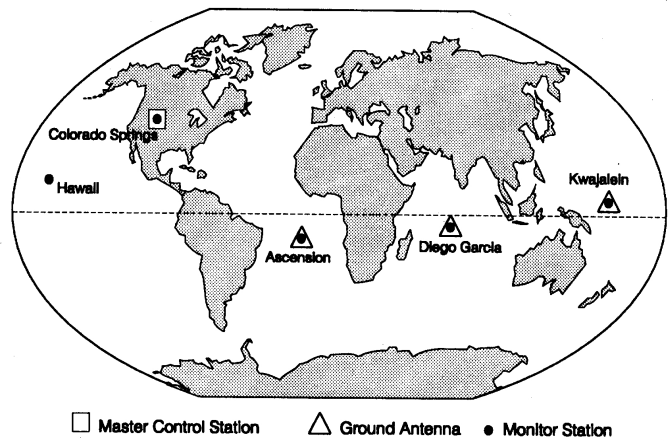 Colorado Springs
Hawaii
Kwajalein
Ascension
Diego Garcia
Master Control Station Ground Antenna Monitor Station